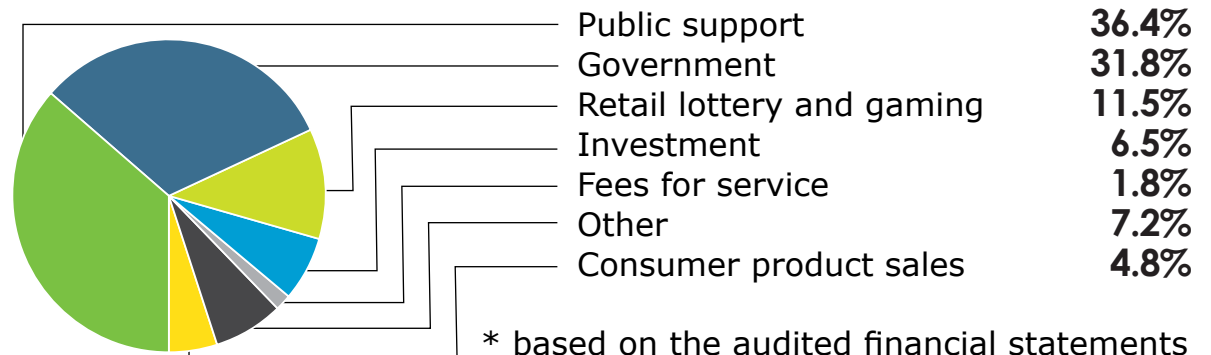 Public support 36.4%
Government 31.8%
Retail lottery and gaming 11.5%
Investment 6.5%
Fees for service 1.8%
Other 7.2%
Consumer product sales 4.8%
* based on the audited financial statements